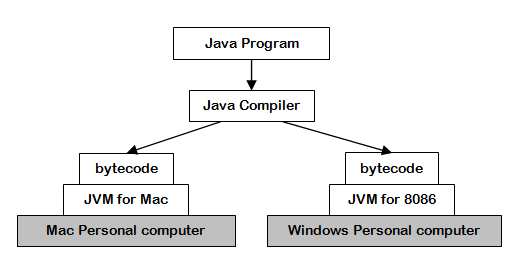 Java Program
Java Compiler
bytecode
bytecode
JVM for Mac
JVM for 8086
Mac Personal computer
Windows Personal computer